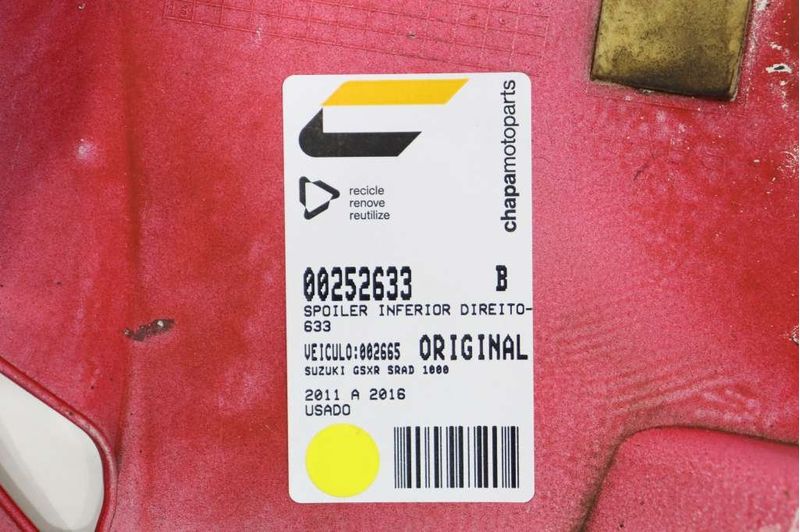 chapamotoparts
recicle
renove
reutilize
00252633 B
SPOILER INFERIOR DIREITO-
633
VEICULO:002665 ORIGINAL
SUZUKI GSXR SRAD 1000
2011 A 2016
USADO